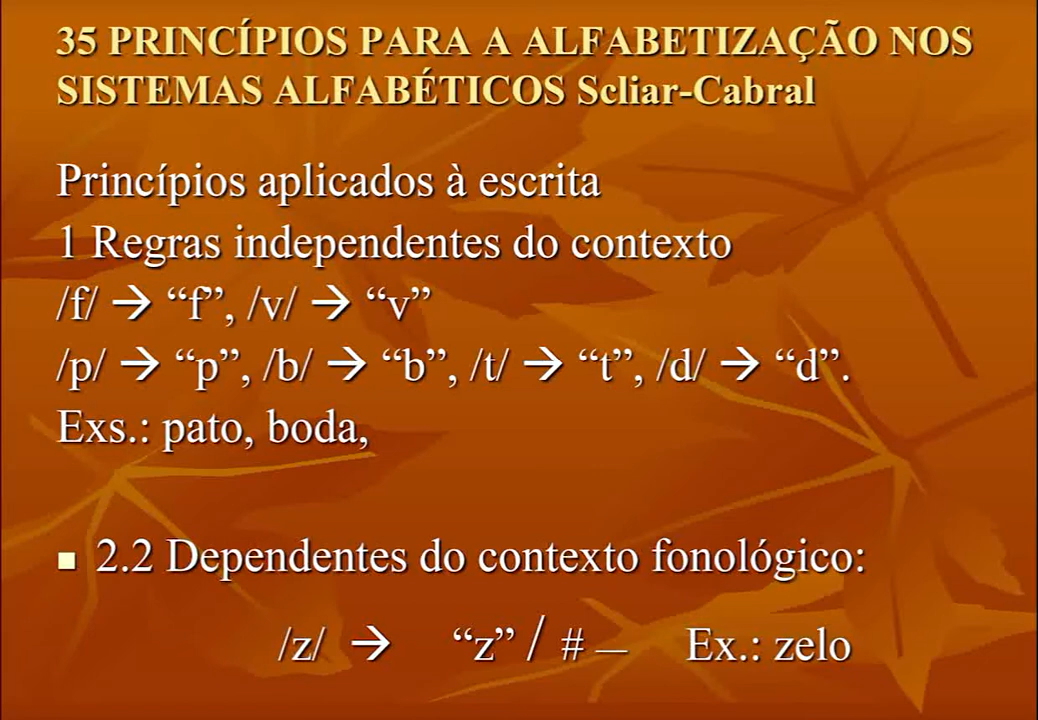 35 PRINCÍPIOS PARA A ALFABETIZAÇÃO NOS
SISTEMAS ALFABÉTICOS Scliar-Cabral
Princípios aplicados à escrita
1 Regras independentes do contexto
/f/ → “f”, /v/ → “v”
/p/ → “p”, /b/ → “b”, /t/ → “t”, /d/ → “d”.
Exs.: pato, boda,
▪ 2.2 Dependentes do contexto fonológico:
/z/ → “z” / # — Ex.: zelo